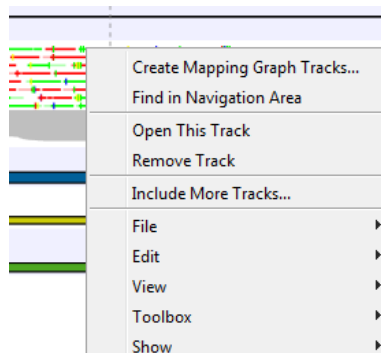 Create Mapping Graph Tracks...
Find in Navigation Area
Open This Track
Remove Track
Include More Tracks...
File
Edit
View
Toolbox
Show